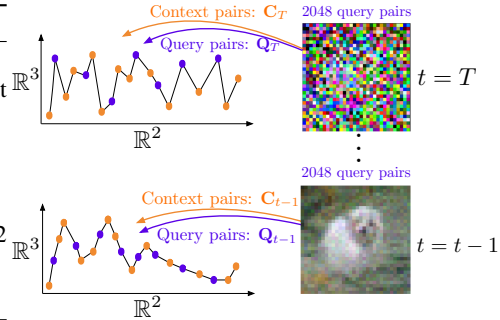 Context pairs: C_T
2048 query pairs
Query pairs: Q_T
ℝ³
t
t = T
ℝ²
2048 query pairs
Context pairs: C_{t−1}
Query pairs: Q_{t−1}
2
ℝ³
t = t − 1
ℝ²